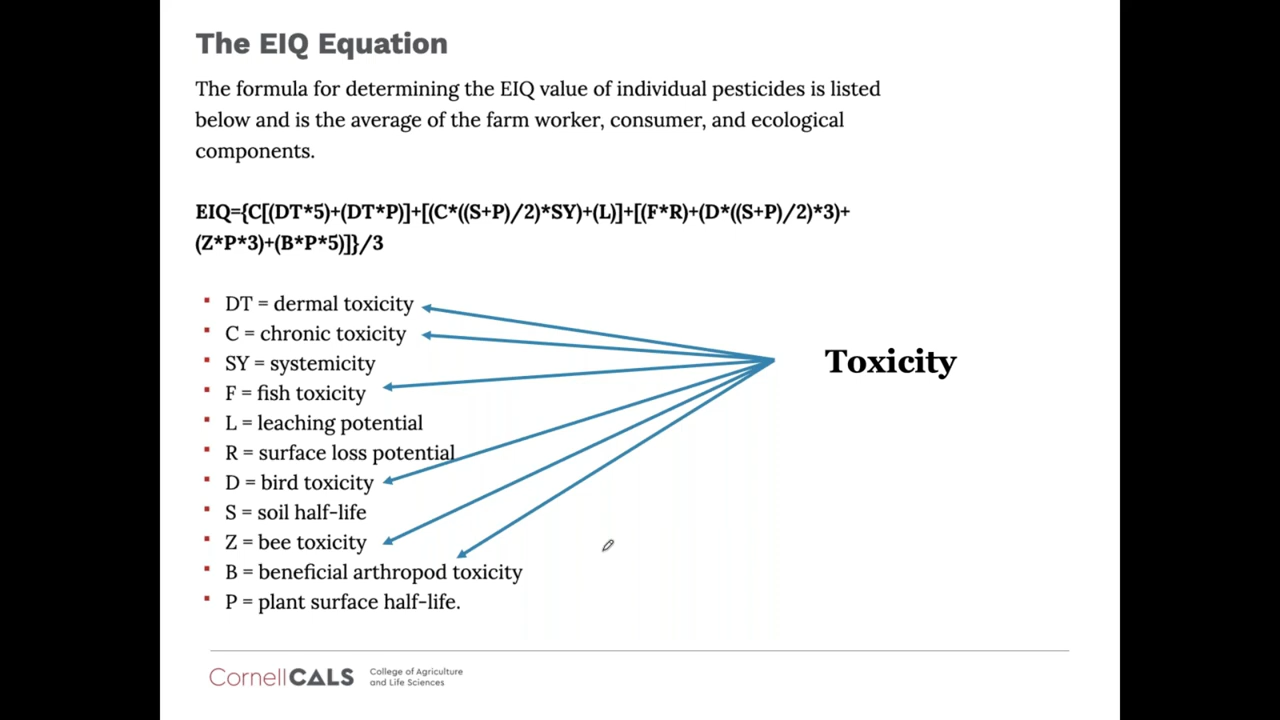 The EIQ Equation
The formula for determining the EIQ value of individual pesticides is listed
below and is the average of the farm worker, consumer, and ecological
components.
EIQ={C[(DT*5)+(DT*P)]+[(C*((S+P)/2)*SY)+(L)]+[(F*R)+(D*((S+P)/2)*3)+
(Z*P*3)+(B*P*5)]}/3
▪ DT = dermal toxicity
▪ C = chronic toxicity
▪ SY = systemicity
▪ F = fish toxicity
▪ L = leaching potential
▪ R = surface loss potential
▪ D = bird toxicity
▪ S = soil half-life
▪ Z = bee toxicity
▪ B = beneficial arthropod toxicity
▪ P = plant surface half-life.
Toxicity
CornellCALS
College of Agriculture
and Life Sciences